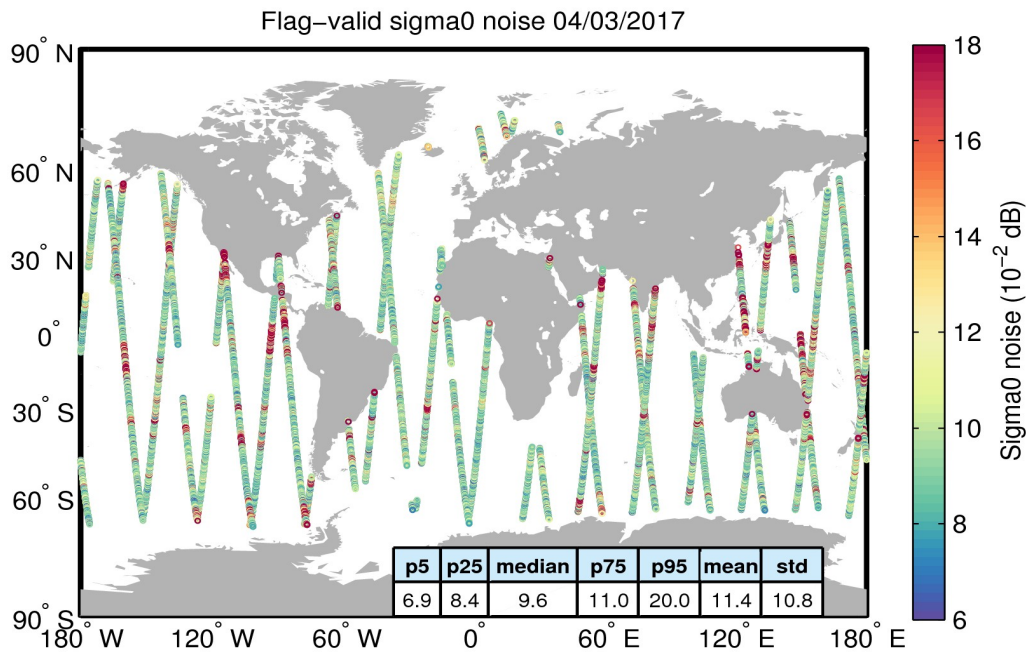 Flag−valid sigma0 noise 04/03/2017
90° N
60° N
30° N
0°
30° S
60° S
90° S
180° W
120° W
60° W
0°
60° E
120° E
180° E
p5 p25 median p75 p95 mean std
6.9 8.4 9.6 11.0 20.0 11.4 10.8
18
16
14
12
10
8
6
Sigma0 noise (10⁻² dB)